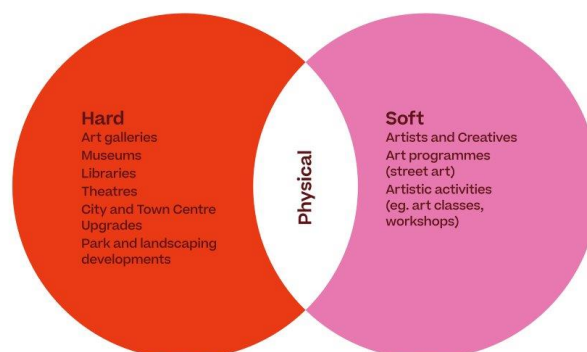 Hard
Art galleries
Museums
Libraries
Theatres
City and Town Centre
Upgrades
Park and landscaping
developments
Physical
Soft
Artists and Creatives
Art programmes
(street art)
Artistic activities
(eg. art classes,
workshops)